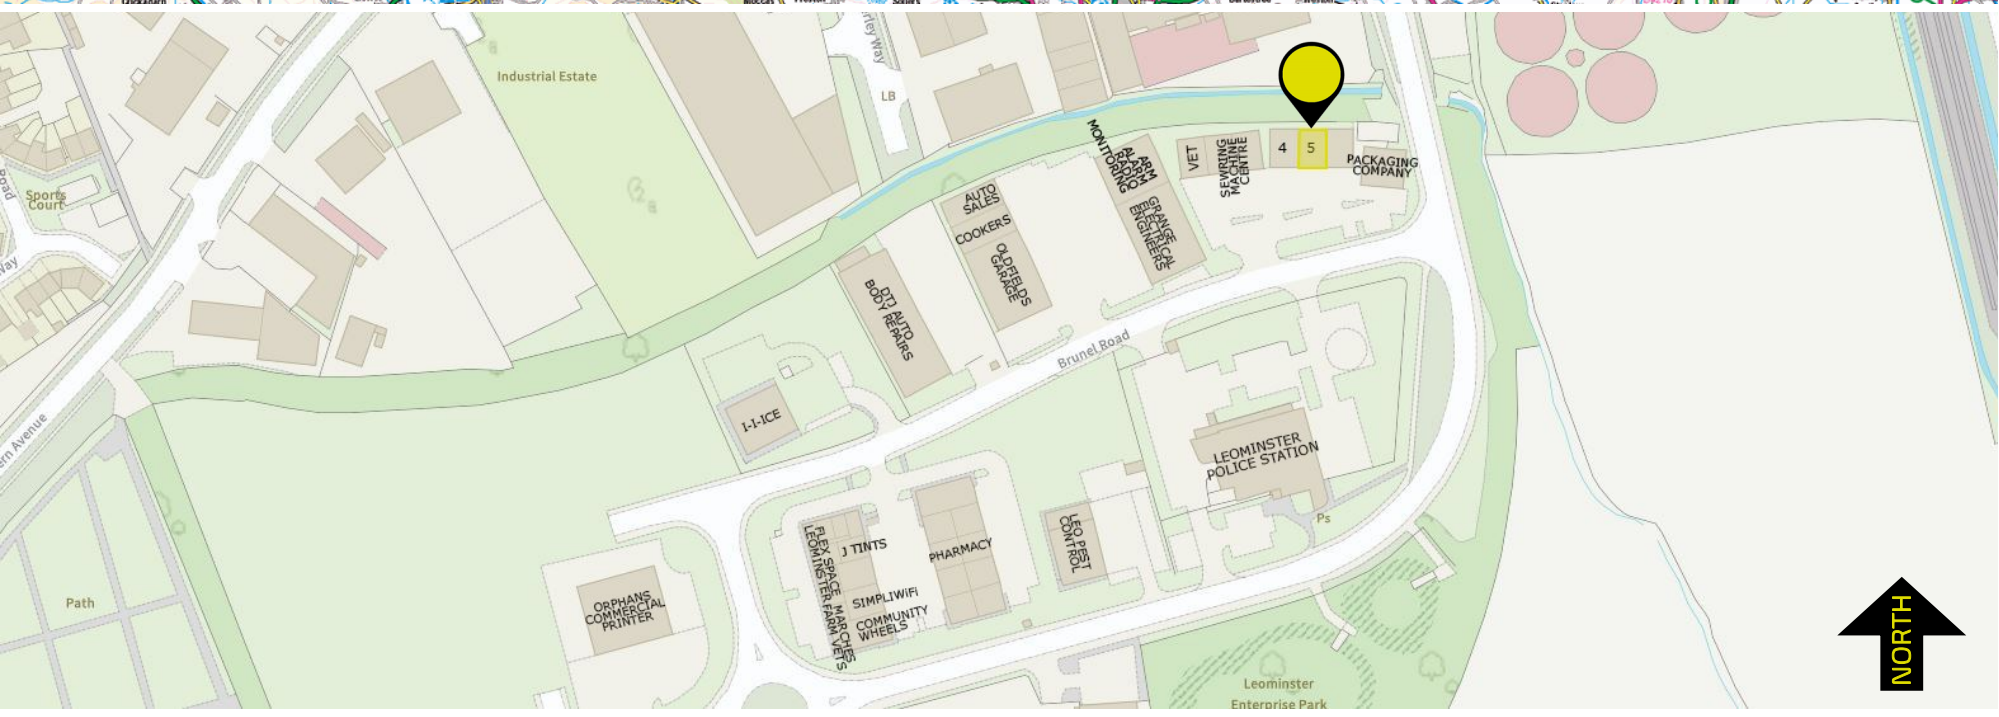 Industrial Estate
LB
Sports
Court
Road
Way
Path
Brunel Road
AUTO
SALES
COOKERS
OLDFIELDS
GARAGE
DTJ AUTO
BODY REPAIRS
ARM
ALARM
RADIO
MONITORING
GRANGE
ELECTRICAL
ENGINEERS
VET
SEWRING
MACHINE
CENTRE
4
5
PACKAGING
COMPANY
I-I-ICE
LEOMINSTER
POLICE STATION
Ps
J TINTS
FLEX SPACE MARCHES
LEOMINSTER FARM VETS
SIMPLIWiFi
COMMUNITY
WHEELS
PHARMACY
LEO PEST
CONTROL
ORPHANS
COMMERCIAL
PRINTER
Leominster
Enterprise Park
NORTH